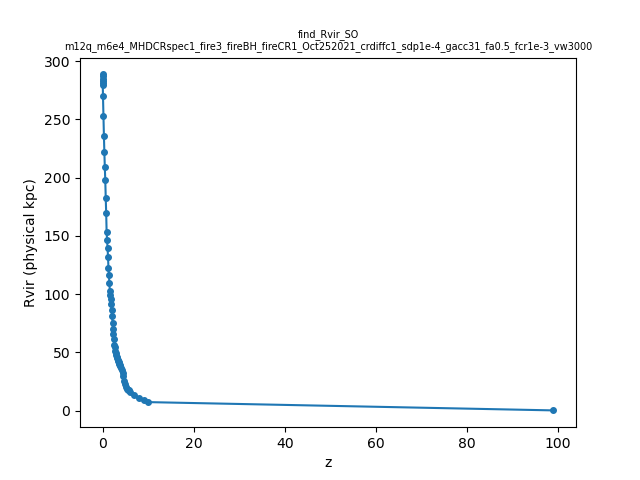 find_Rvir_SO
m12q_m6e4_MHDCRspec1_fire3_fireBH_fireCR1_Oct252021_crdiffc1_sdp1e-4_gacc31_fa0.5_fcr1e-3_vw3000
300
250
200
150
100
50
0
Rvir (physical kpc)
0 20 40 60 80 100
z